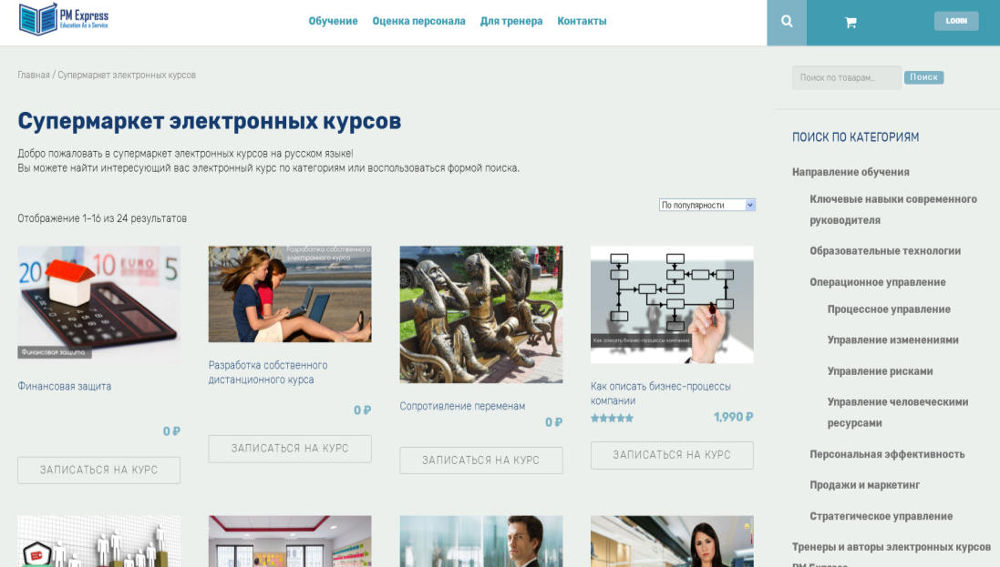 PM Express
Education As a Service
Обучение Оценка персонала Для тренера Контакты
LOGIN
Главная / Супермаркет электронных курсов
Поиск по товарам...
Поиск
Супермаркет электронных курсов
Добро пожаловать в супермаркет электронных курсов на русском языке!
Вы можете найти интересующий вас электронный курс по категориям или воспользоваться формой поиска.
По популярности
Отображение 1–16 из 24 результатов
20 10 EURO 5
Финансовая защита
Финансовая защита
0 ₽
ЗАПИСАТЬСЯ НА КУРС
Разработка собственного
электронного курса
Разработка собственного
дистанционного курса
0 ₽
ЗАПИСАТЬСЯ НА КУРС
Сопротивление переменам
0 ₽
ЗАПИСАТЬСЯ НА КУРС
Как описать бизнес-процессы компании
Как описать бизнес-процессы
компании
1,990 ₽
ЗАПИСАТЬСЯ НА КУРС
ПОИСК ПО КАТЕГОРИЯМ
Направление обучения
Ключевые навыки современного
руководителя
Образовательные технологии
Операционное управление
Процессное управление
Управление изменениями
Управление рисками
Управление человеческими
ресурсами
Персональная эффективность
Продажи и маркетинг
Стратегическое управление
Тренеры и авторы электронных курсов
PM Express